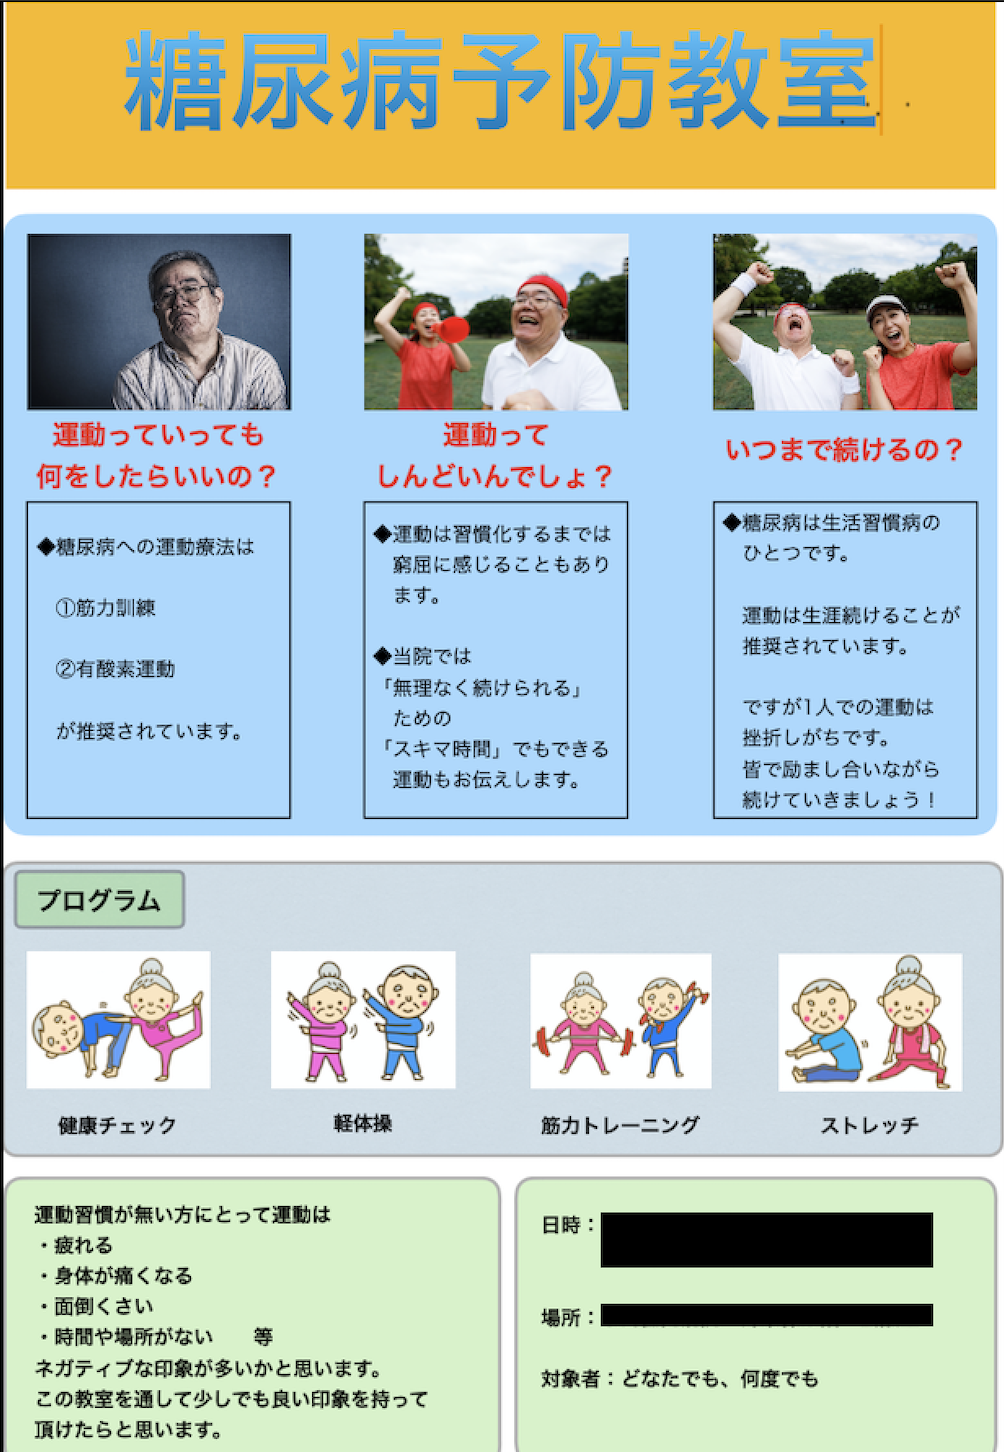 糖尿病予防教室
運動っていっても
何をしたらいいの？
◆糖尿病への運動療法は
①筋力訓練
②有酸素運動
が推奨されています。
運動って
しんどいんでしょ？
◆運動は習慣化するまでは
窮屈に感じることもあり
ます。
◆当院では
「無理なく続けられる」
ための
「スキマ時間」でもできる
運動もお伝えします。
いつまで続けるの？
◆糖尿病は生活習慣病の
ひとつです。
運動は生涯続けることが
推奨されています。
ですが1人での運動は
挫折しがちです。
皆で励まし合いながら
続けていきましょう！
プログラム
健康チェック
軽体操
筋力トレーニング
ストレッチ
運動習慣が無い方にとって運動は
・疲れる
・身体が痛くなる
・面倒くさい
・時間や場所がない　　等
ネガティブな印象が多いかと思います。
この教室を通して少しでも良い印象を持って
頂けたらと思います。
日時：
場所：
対象者：どなたでも、何度でも